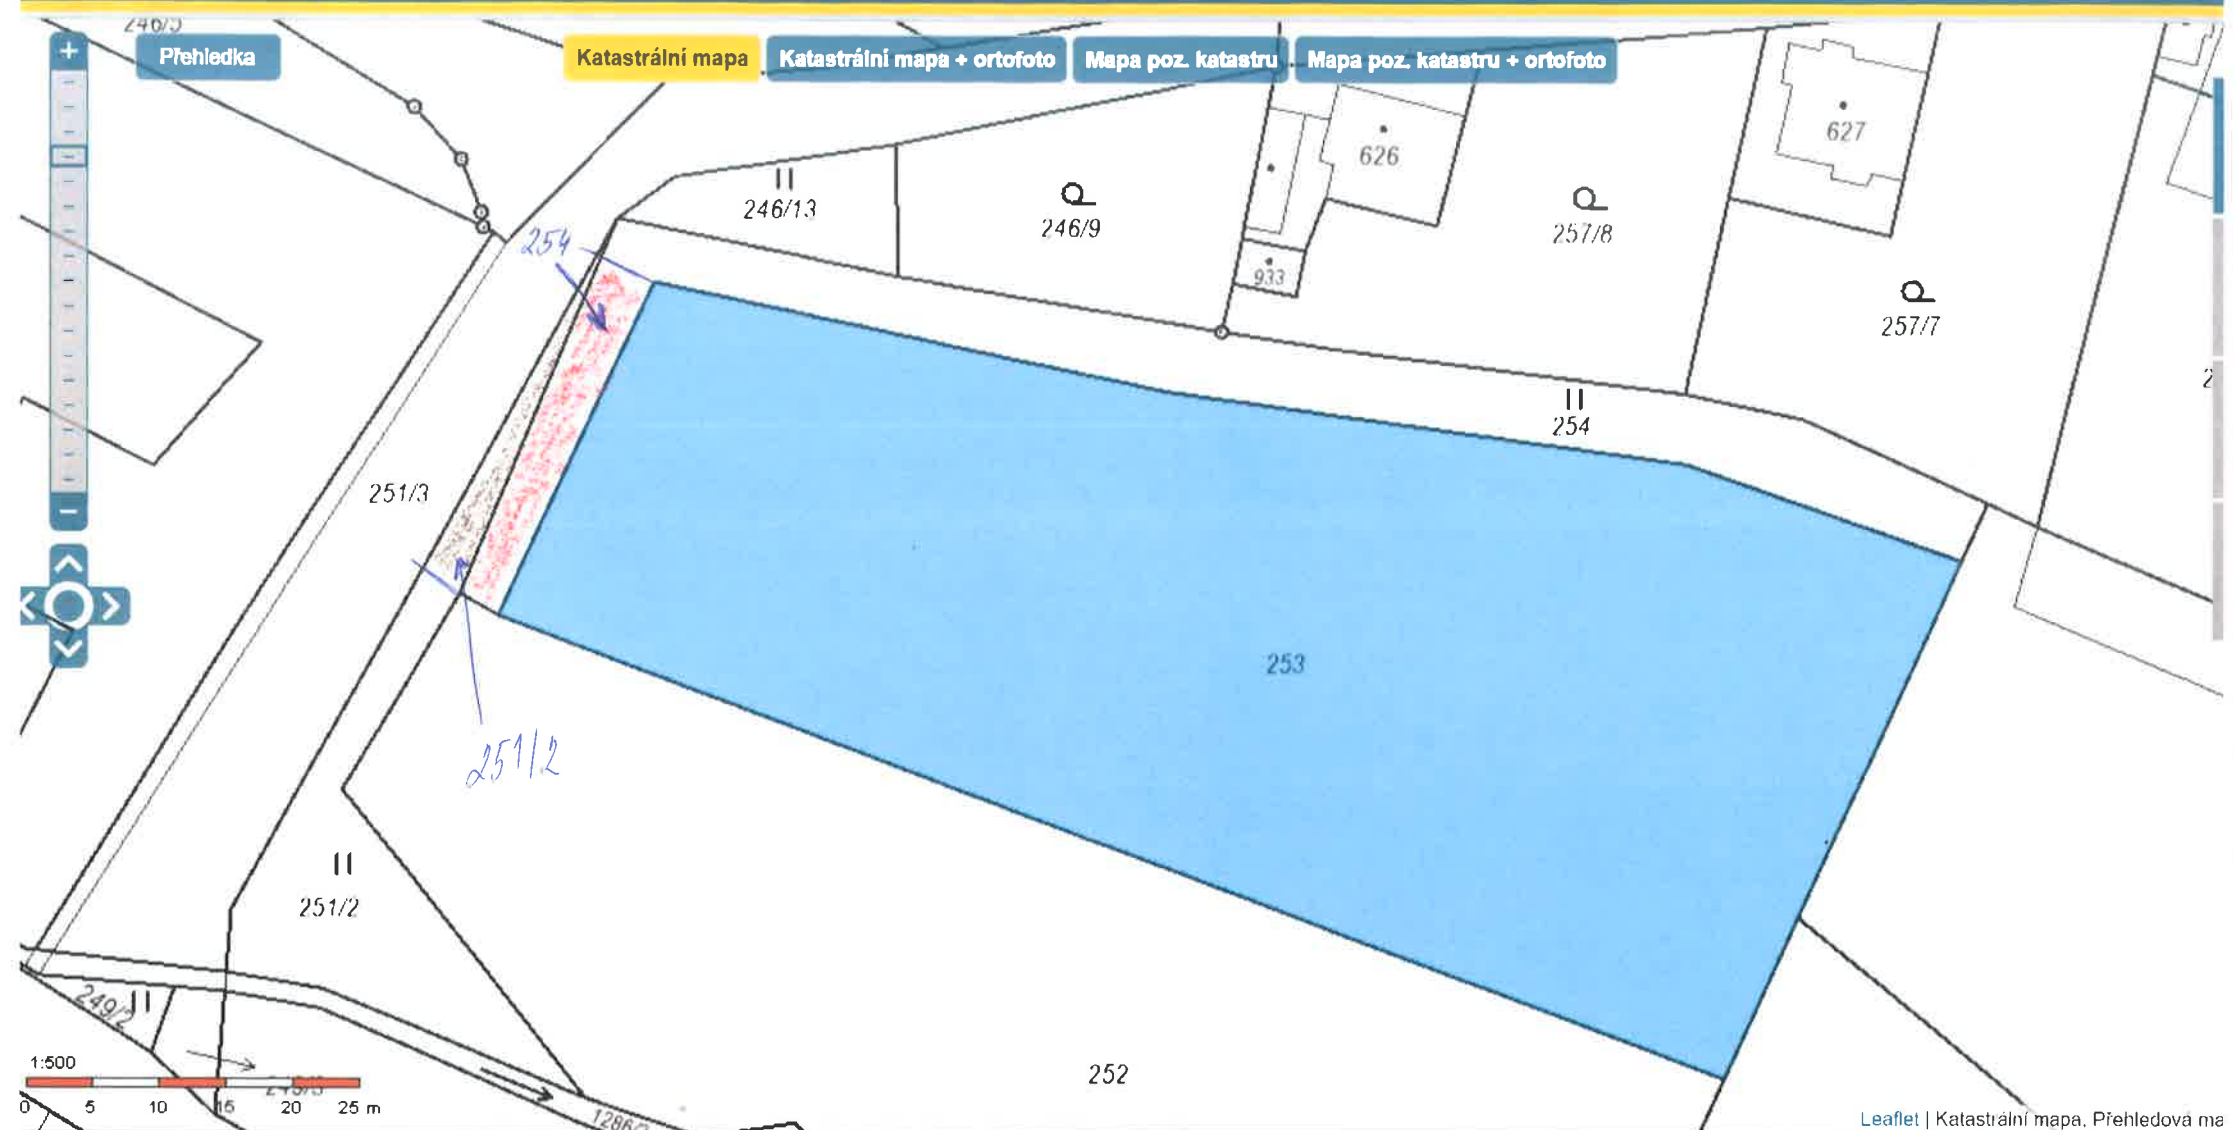 246/5
Přehledka
Katastrální mapa
Katastrální mapa + ortofoto
Mapa poz. katastru
Mapa poz. katastru + ortofoto
627
626
246/13
246/9
257/8
254
933
257/7
254
251/3
253
251/2
251/2
249/2
252
1:500
0 5 10 15 20 25 m
Leaflet | Katastrální mapa, Přehledová ma